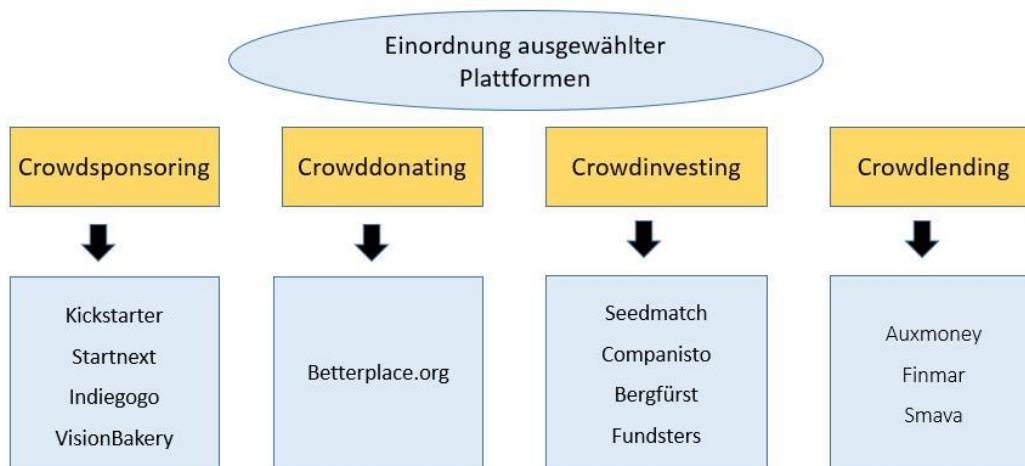 Einordnung ausgewählter
Plattformen
Crowdsponsoring
Crowddonating
Crowdinvesting
Crowdlending
Kickstarter
Startnext
Indiegogo
VisionBakery
Betterplace.org
Seedmatch
Companisto
Bergfürst
Fundsters
Auxmoney
Finmar
Smava